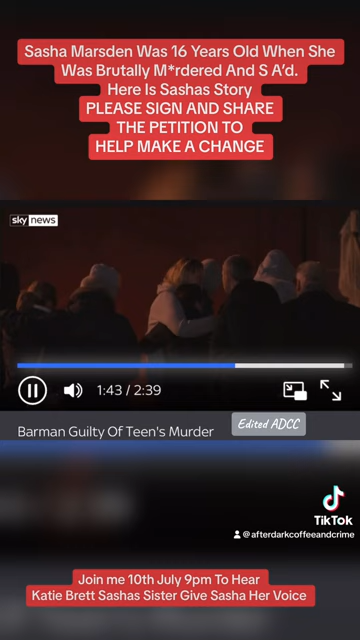 Sasha Marsden Was 16 Years Old When She
Was Brutally M*rdered And S A'd.
Here Is Sashas Story
PLEASE SIGN AND SHARE
THE PETITION TO
HELP MAKE A CHANGE
sky news
1:43 / 2:39
Edited ADCC
Barman Guilty Of Teen's Murder
TikTok
@afterdarkcoffeeandcrime
Join me 10th July 9pm To Hear
Katie Brett Sashas Sister Give Sasha Her Voice